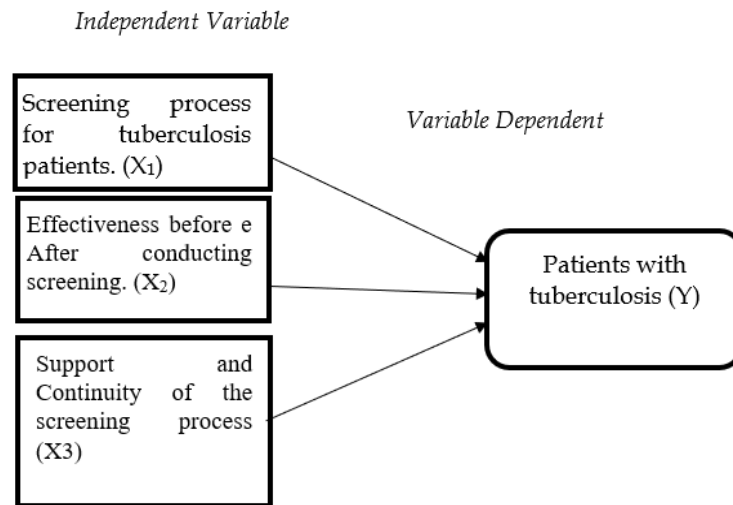 Independent Variable
Screening process
for tuberculosis
patients. (X₁)
Variable Dependent
Effectiveness before e
After conducting
screening. (X₂)
Patients with
tuberculosis (Y)
Support and
Continuity of the
screening process
(X3)